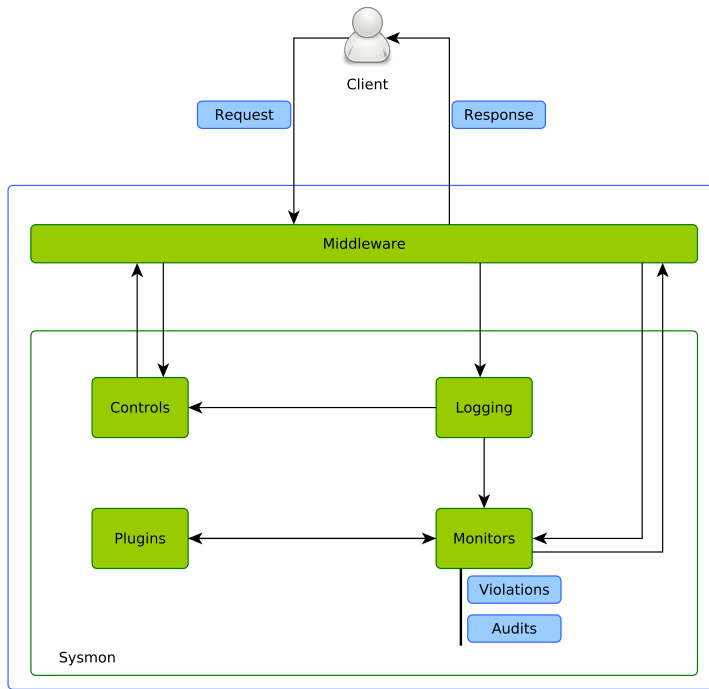 Client
Request
Response
Middleware
Controls
Logging
Plugins
Monitors
Violations
Audits
Sysmon